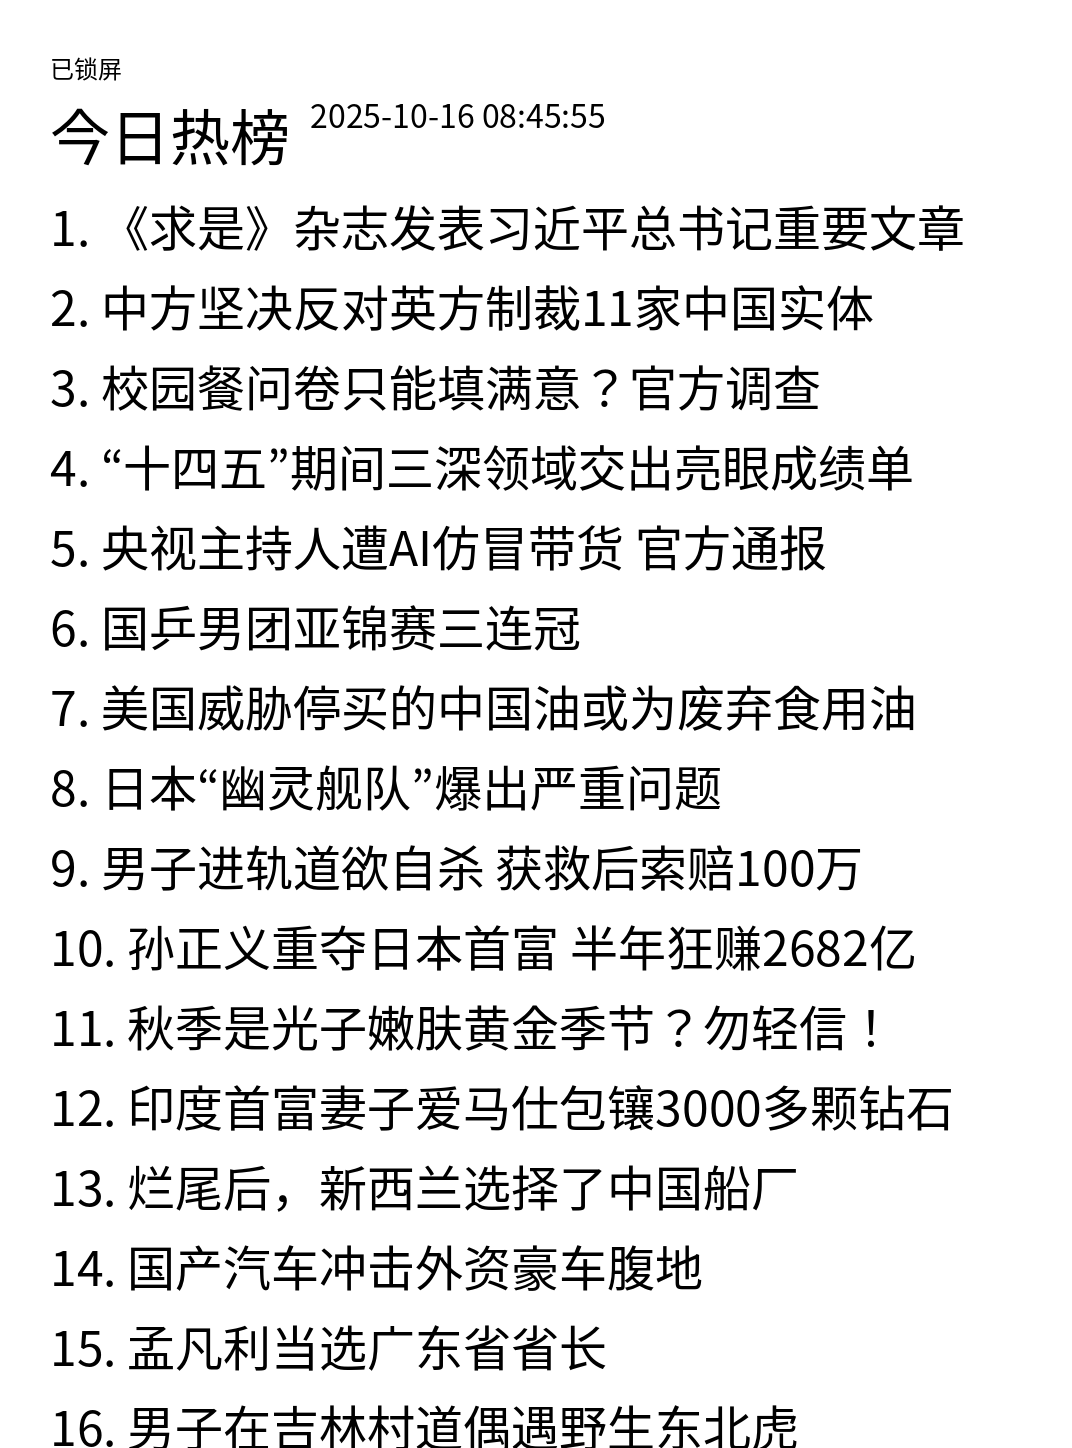 已锁屏
今日热榜 2025-10-16 08:45:55
1. 《求是》杂志发表习近平总书记重要文章
2. 中方坚决反对英方制裁11家中国实体
3. 校园餐问卷只能填满意？官方调查
4. “十四五”期间三深领域交出亮眼成绩单
5. 央视主持人遭AI仿冒带货 官方通报
6. 国乒男团亚锦赛三连冠
7. 美国威胁停买的中国油或为废弃食用油
8. 日本“幽灵舰队”爆出严重问题
9. 男子进轨道欲自杀 获救后索赔100万
10. 孙正义重夺日本首富 半年狂赚2682亿
11. 秋季是光子嫩肤黄金季节？勿轻信！
12. 印度首富妻子爱马仕包镶3000多颗钻石
13. 烂尾后，新西兰选择了中国船厂
14. 国产汽车冲击外资豪车腹地
15. 孟凡利当选广东省省长
16. 男子在吉林村道偶遇野生东北虎